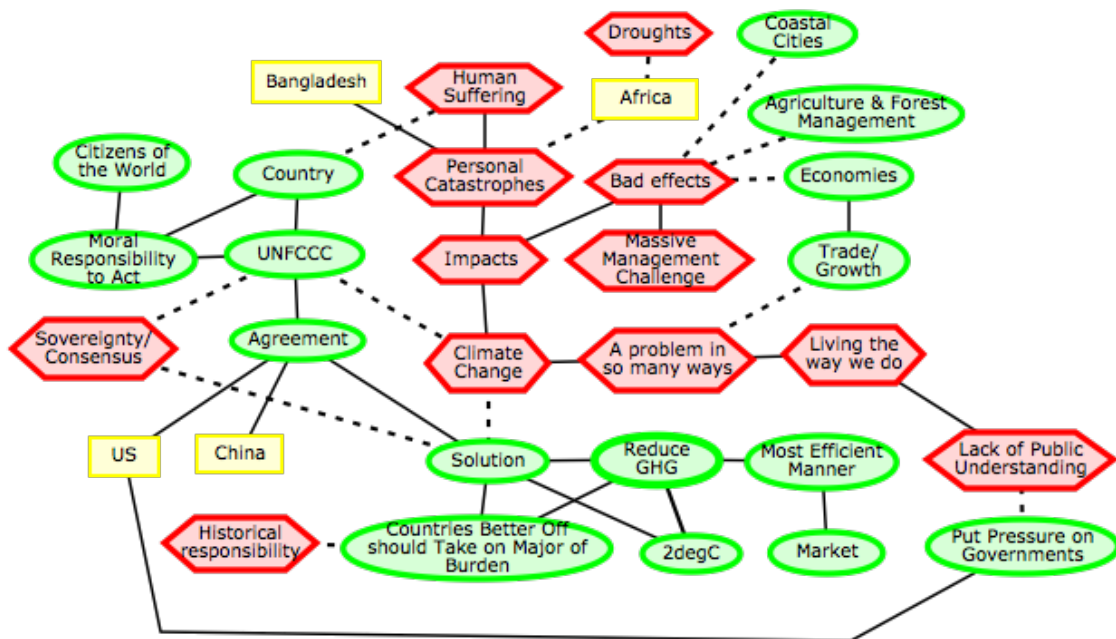 Droughts
Coastal
Cities
Bangladesh
Human
Suffering
Africa
Agriculture & Forest
Management
Citizens of
the World
Country
Personal
Catastrophes
Bad effects
Economies
Moral
Responsibility
to Act
UNFCCC
Impacts
Massive
Management
Challenge
Trade/
Growth
Sovereignty/
Consensus
Agreement
Climate
Change
A problem in
so many ways
Living the
way we do
US
China
Solution
Reduce
GHG
Most Efficient
Manner
Lack of Public
Understanding
Historical
responsibility
Countries Better Off
should Take on Major of
Burden
2degC
Market
Put Pressure on
Governments